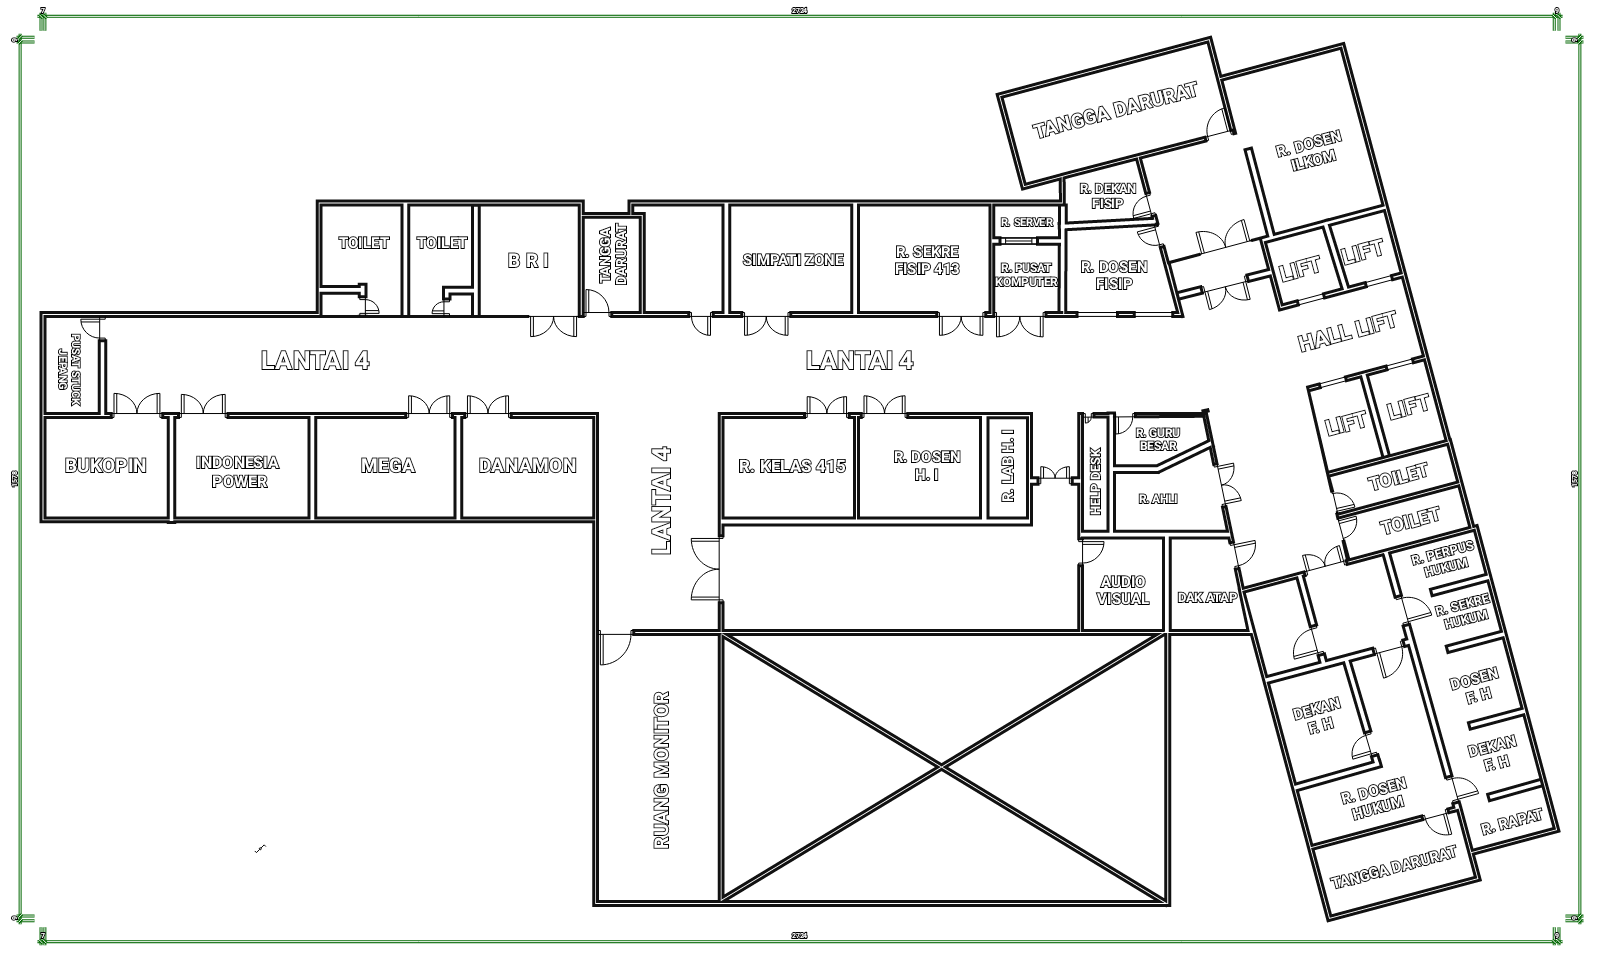 2734
TANGGA DARURAT
R. DOSEN
ILKOM
R. DEKAN
FISIP
R. SERVER
TOILET
TOILET
B R I
TANGGA
DARURAT
SIMPATI ZONE
R. SEKRE
FISIP 413
R. PUSAT
KOMPUTER
R. DOSEN
FISIP
LIFT
LIFT
HALL LIFT
PUSAT STUCK
JEPANG
LANTAI 4
LANTAI 4
LIFT
LIFT
BUKOPIN
INDONESIA
POWER
MEGA
DANAMON
LANTAI 4
R. KELAS 415
R. DOSEN
H. I
R. LAB H. I
HELP DESK
R. GURU
BESAR
R. AHLI
TOILET
TOILET
AUDIO
VISUAL
DAK ATAP
R. PERPUS
HUKUM
R. SEKRE
HUKUM
DOSEN
F. H
DEKAN
F. H
DEKAN
F. H
R. DOSEN
HUKUM
R. RAPAT
RUANG MONITOR
TANGGA DARURAT
2734